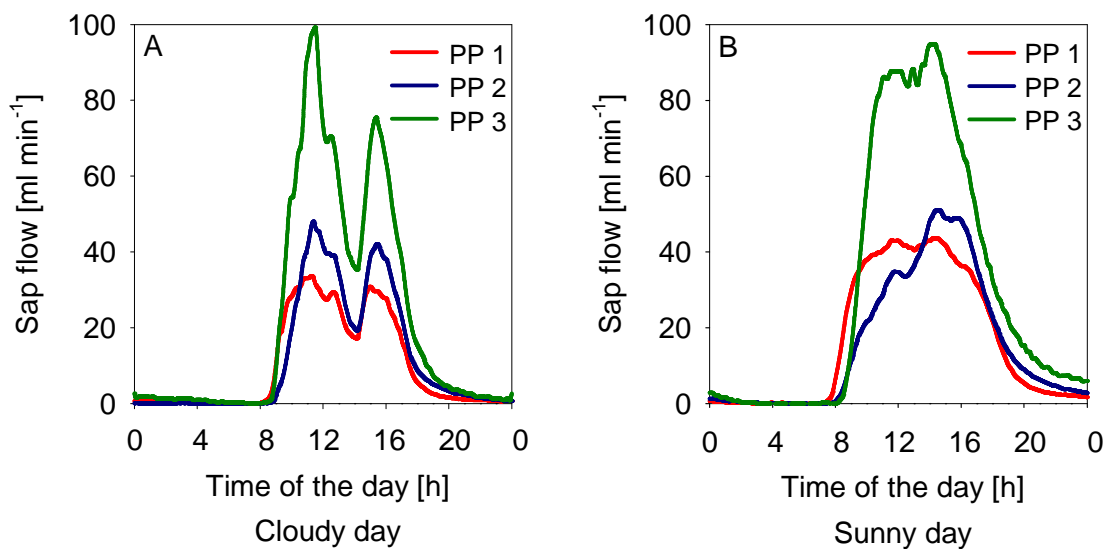 A
PP 1
PP 2
PP 3
100
80
60
40
20
0
Sap flow [ml min⁻¹]
0 4 8 12 16 20 0
Time of the day [h]
Cloudy day
B
PP 1
PP 2
PP 3
100
80
60
40
20
0
Sap flow [ml min⁻¹]
0 4 8 12 16 20 0
Time of the day [h]
Sunny day